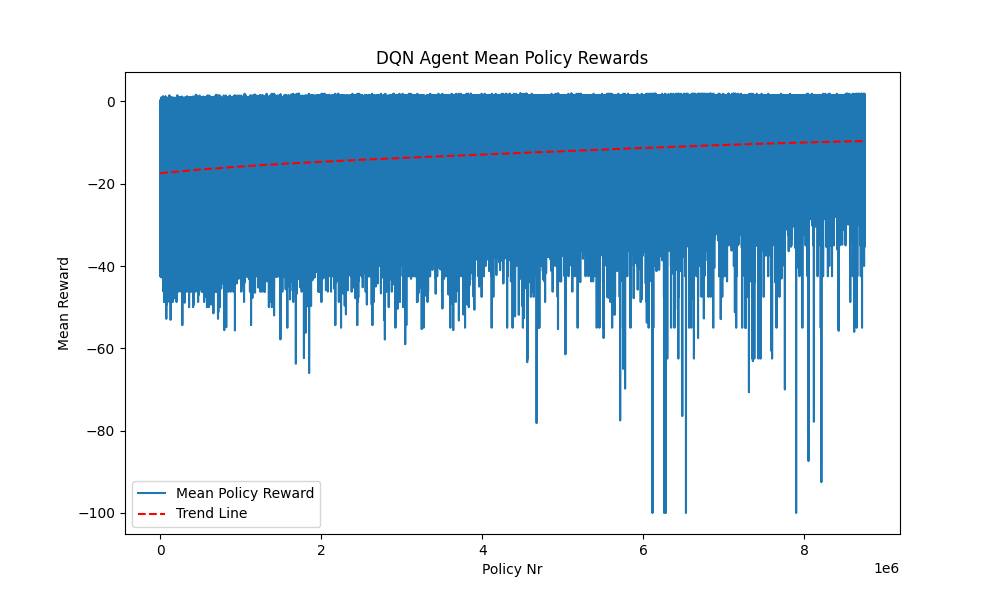 DQN Agent Mean Policy Rewards
Mean Reward
0
−20
−40
−60
−80
−100
Mean Policy Reward
Trend Line
0 2 4 6 8
1e6
Policy Nr